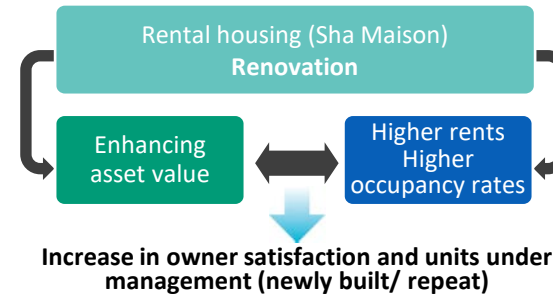 Rental housing (Sha Maison)
Renovation
Enhancing
asset value
Higher rents
Higher
occupancy rates
Increase in owner satisfaction and units under
management (newly built/ repeat)